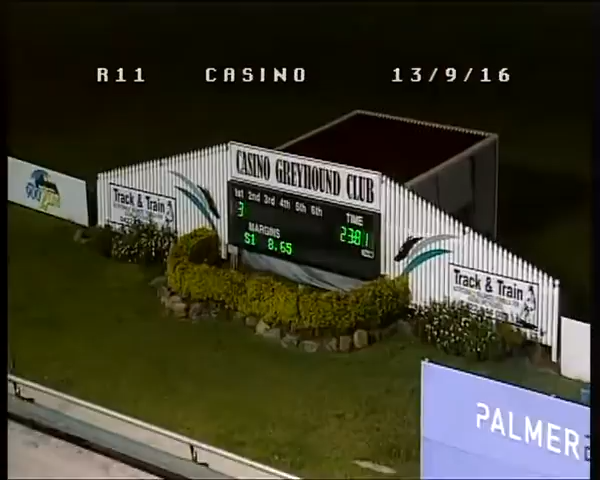 R11 CASINO 13/9/16
CASINO GREYHOUND CLUB
1st 2nd 3rd 4th 5th 6th TIME
3 23.81
MARGINS
S1 8.65
Track & Train
Track & Train
PALMER